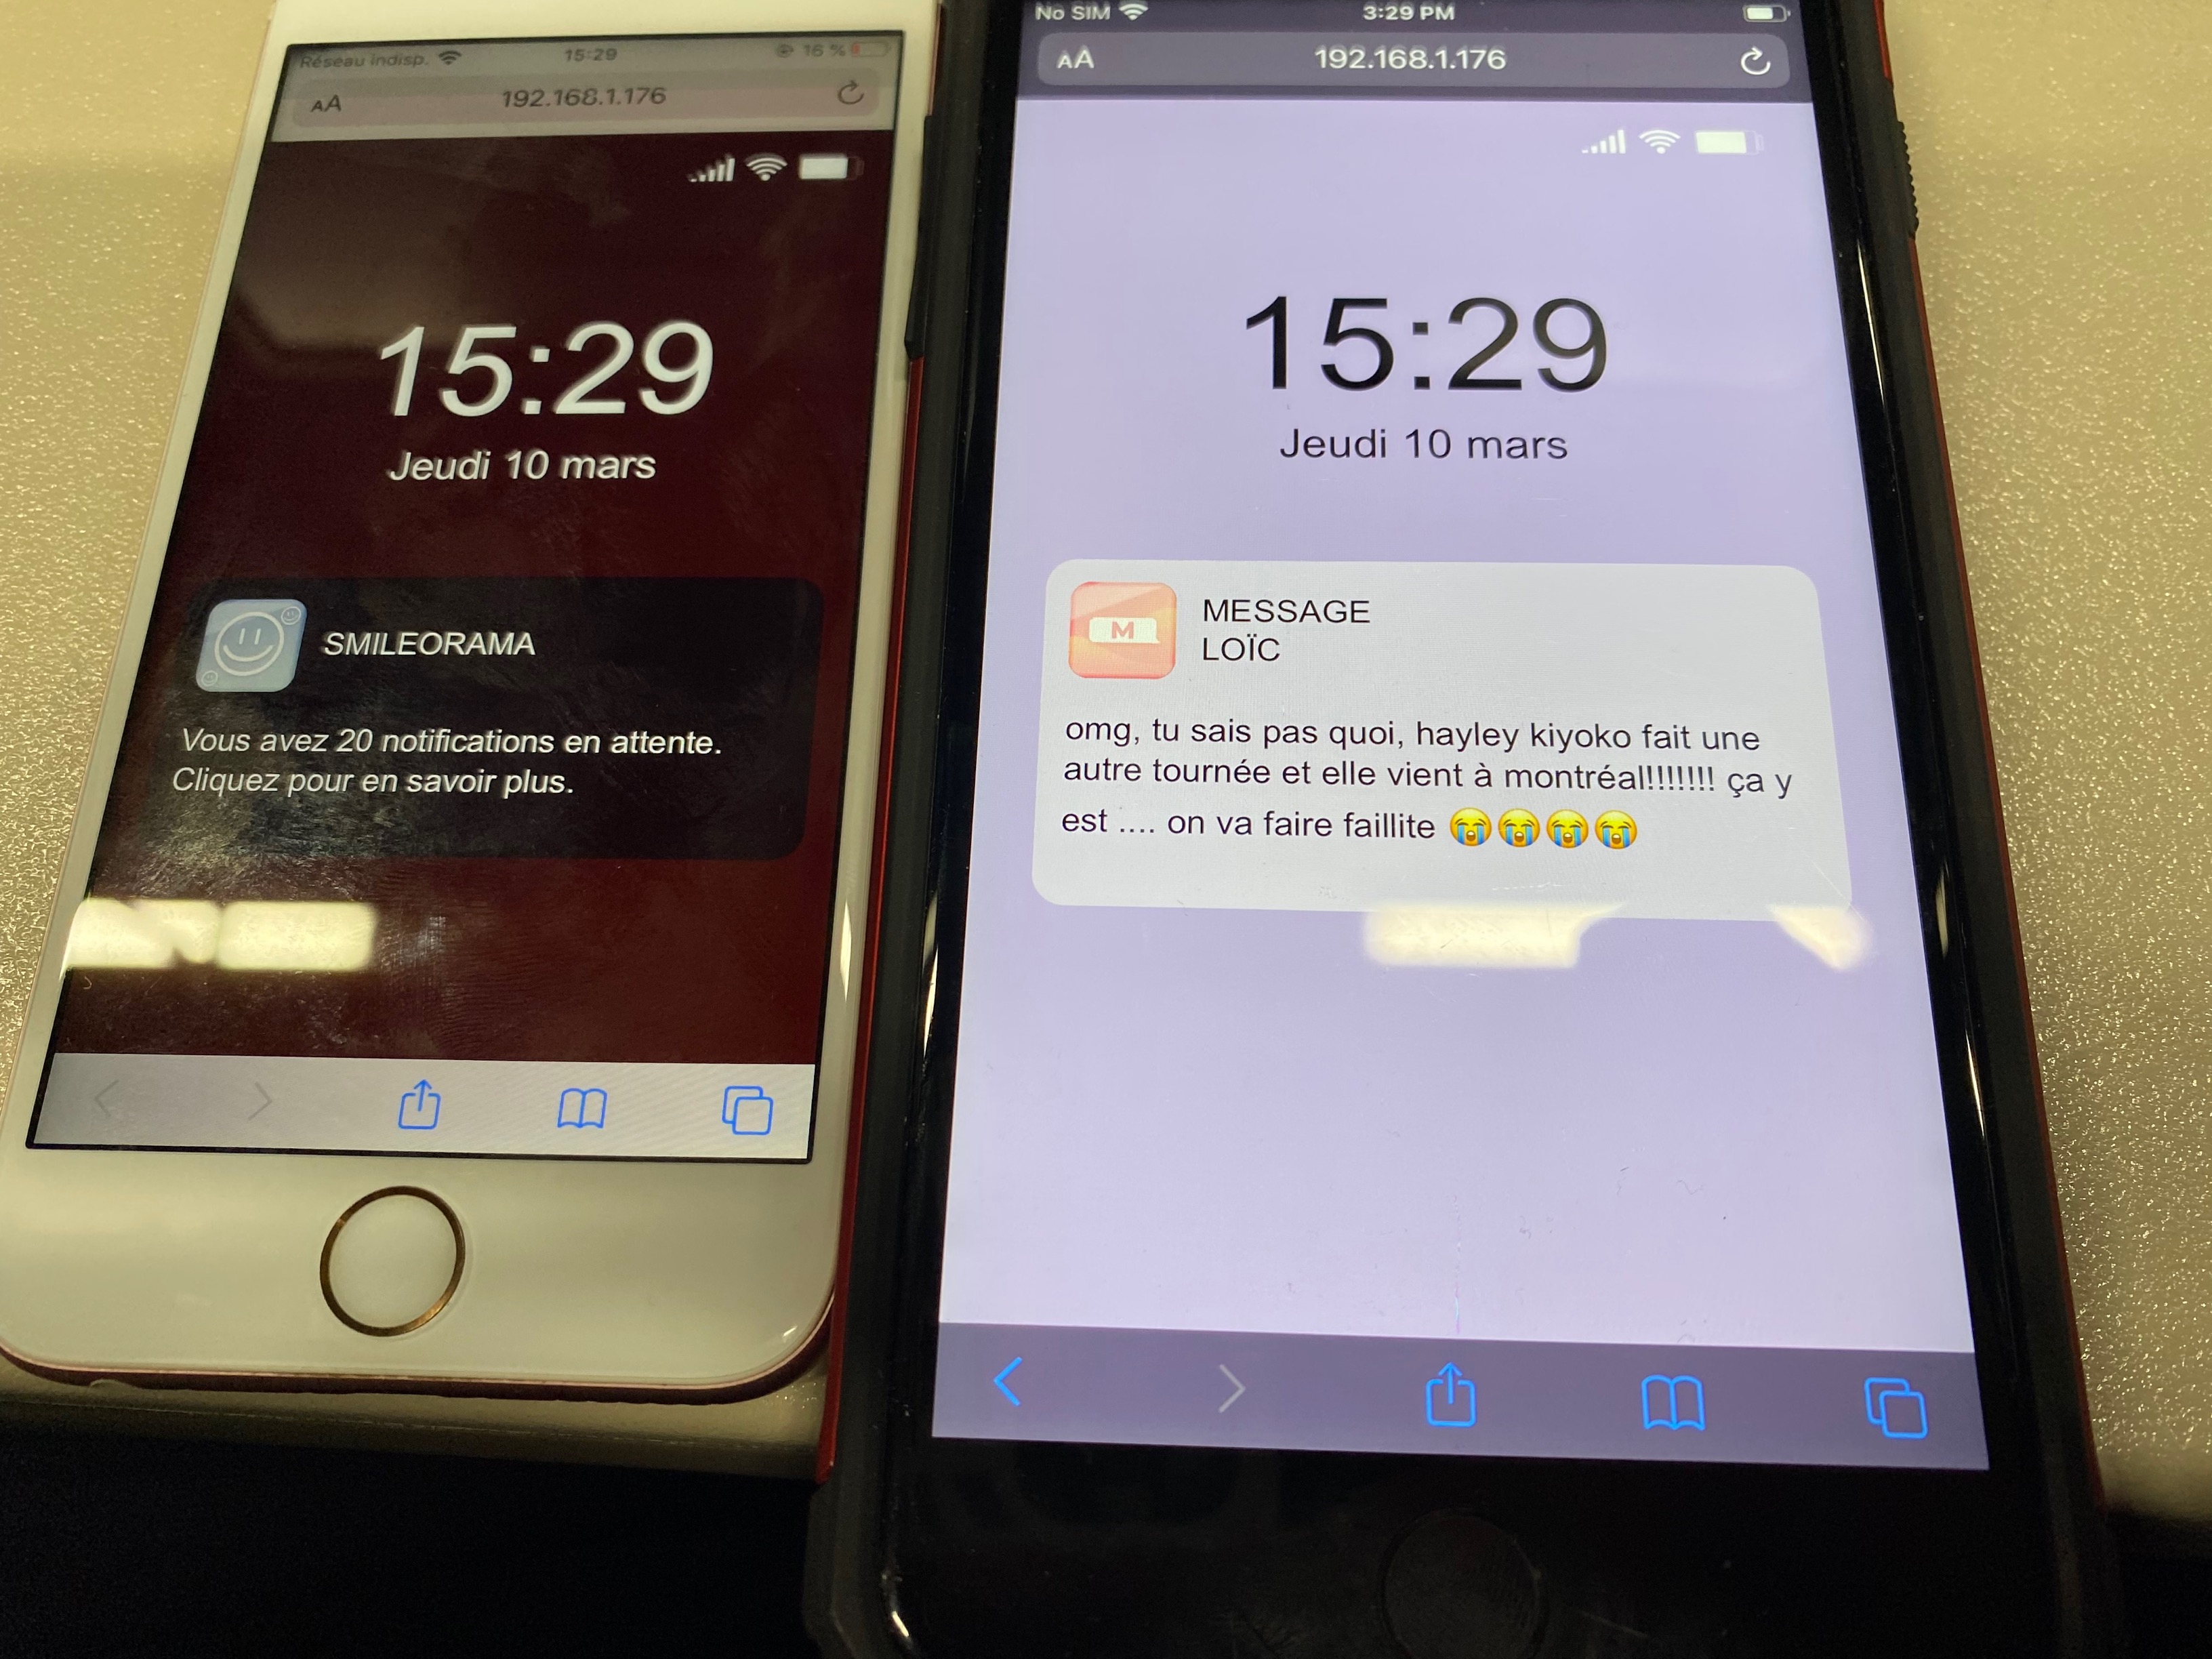 Réseau indisp. 15:29 16 %
AA 192.168.1.176
15:29
Jeudi 10 mars
SMILEORAMA
Vous avez 20 notifications en attente.
Cliquez pour en savoir plus.
No SIM 3:29 PM
AA 192.168.1.176
15:29
Jeudi 10 mars
M
MESSAGE
LOÏC
omg, tu sais pas quoi, hayley kiyoko fait une
autre tournée et elle vient à montréal!!!!!!! ça y
est .... on va faire faillite 😭😭😭😭